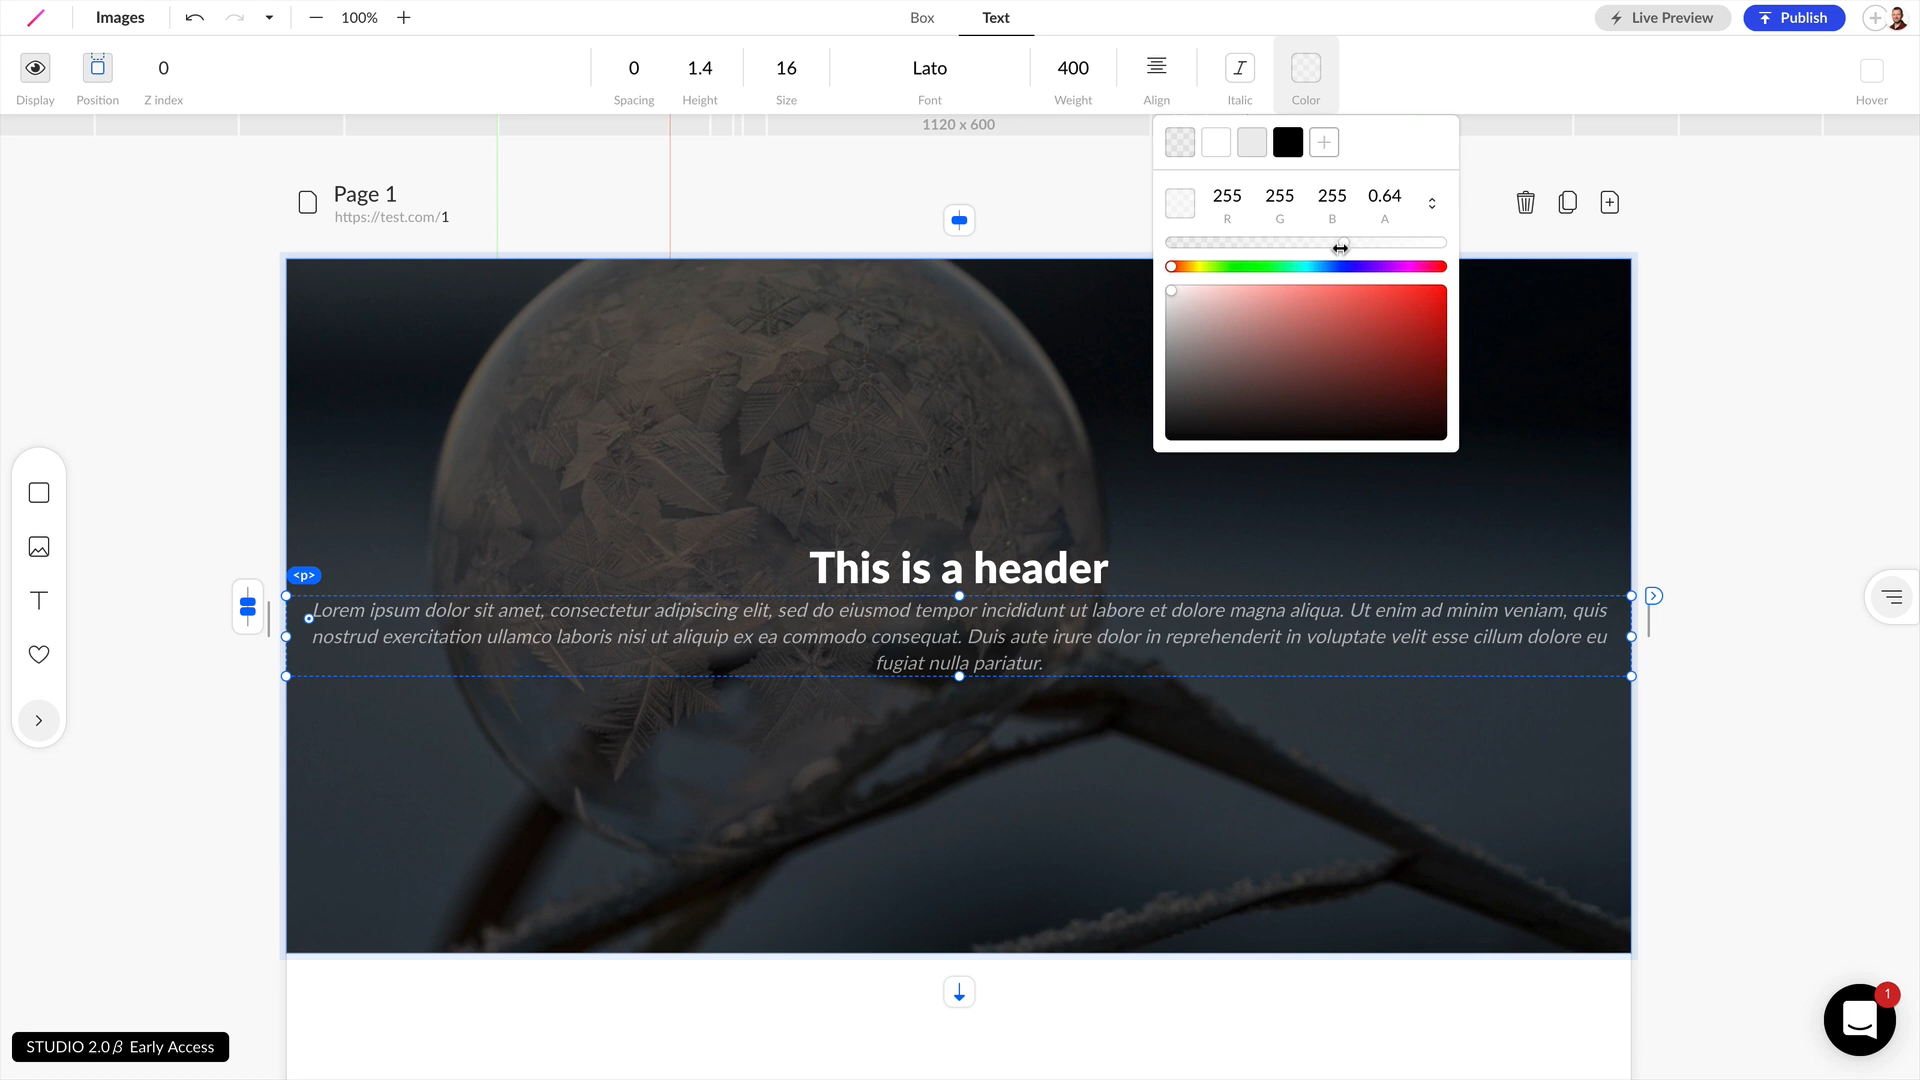 Images
100%
Box
Text
Live Preview
Publish
0
0
1.4
16
Lato
400
Display
Position
Z index
Spacing
Height
Size
Font
Weight
Align
Italic
Color
Hover
1120 x 600
Page 1
https://test.com/1
255
255
255
0.64
R
G
B
A
This is a header
<p>
Lorem ipsum dolor sit amet, consectetur adipiscing elit, sed do eiusmod tempor incididunt ut labore et dolore magna aliqua. Ut enim ad minim veniam, quis
nostrud exercitation ullamco laboris nisi ut aliquip ex ea commodo consequat. Duis aute irure dolor in reprehenderit in voluptate velit esse cillum dolore eu
fugiat nulla pariatur.
1
STUDIO 2.0 β Early Access